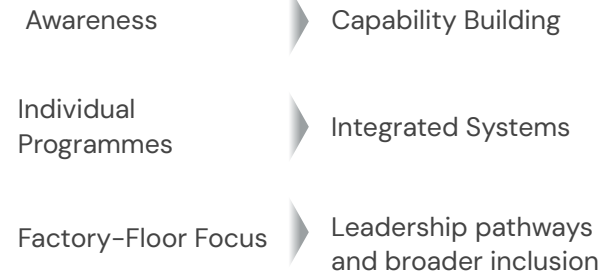 Awareness
Capability Building
Individual
Programmes
Integrated Systems
Factory-Floor Focus
Leadership pathways
and broader inclusion